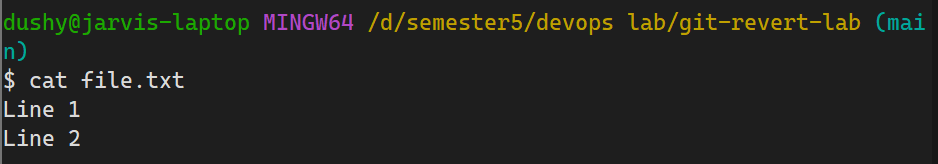 dushy@jarvis-laptop MINGW64 /d/semester5/devops lab/git-revert-lab (mai
n)
$ cat file.txt
Line 1
Line 2